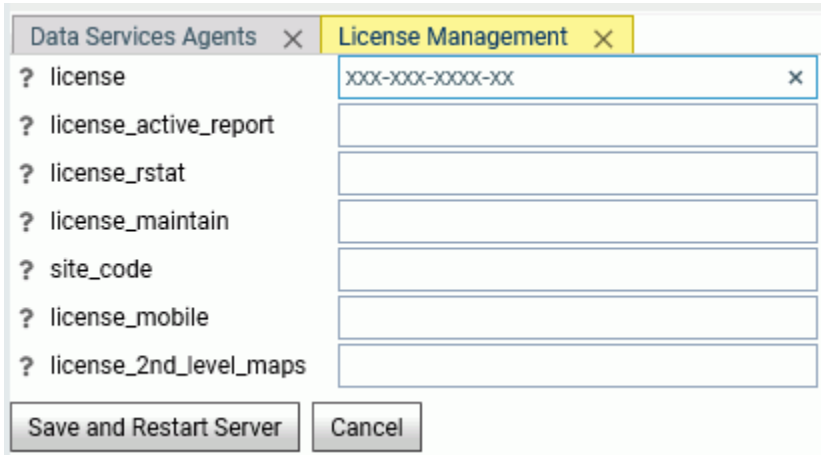 Data Services Agents × License Management ×
? license xxx-xxx-xxxx-xx ×
? license_active_report
? license_rstat
? license_maintain
? site_code
? license_mobile
? license_2nd_level_maps
Save and Restart Server Cancel